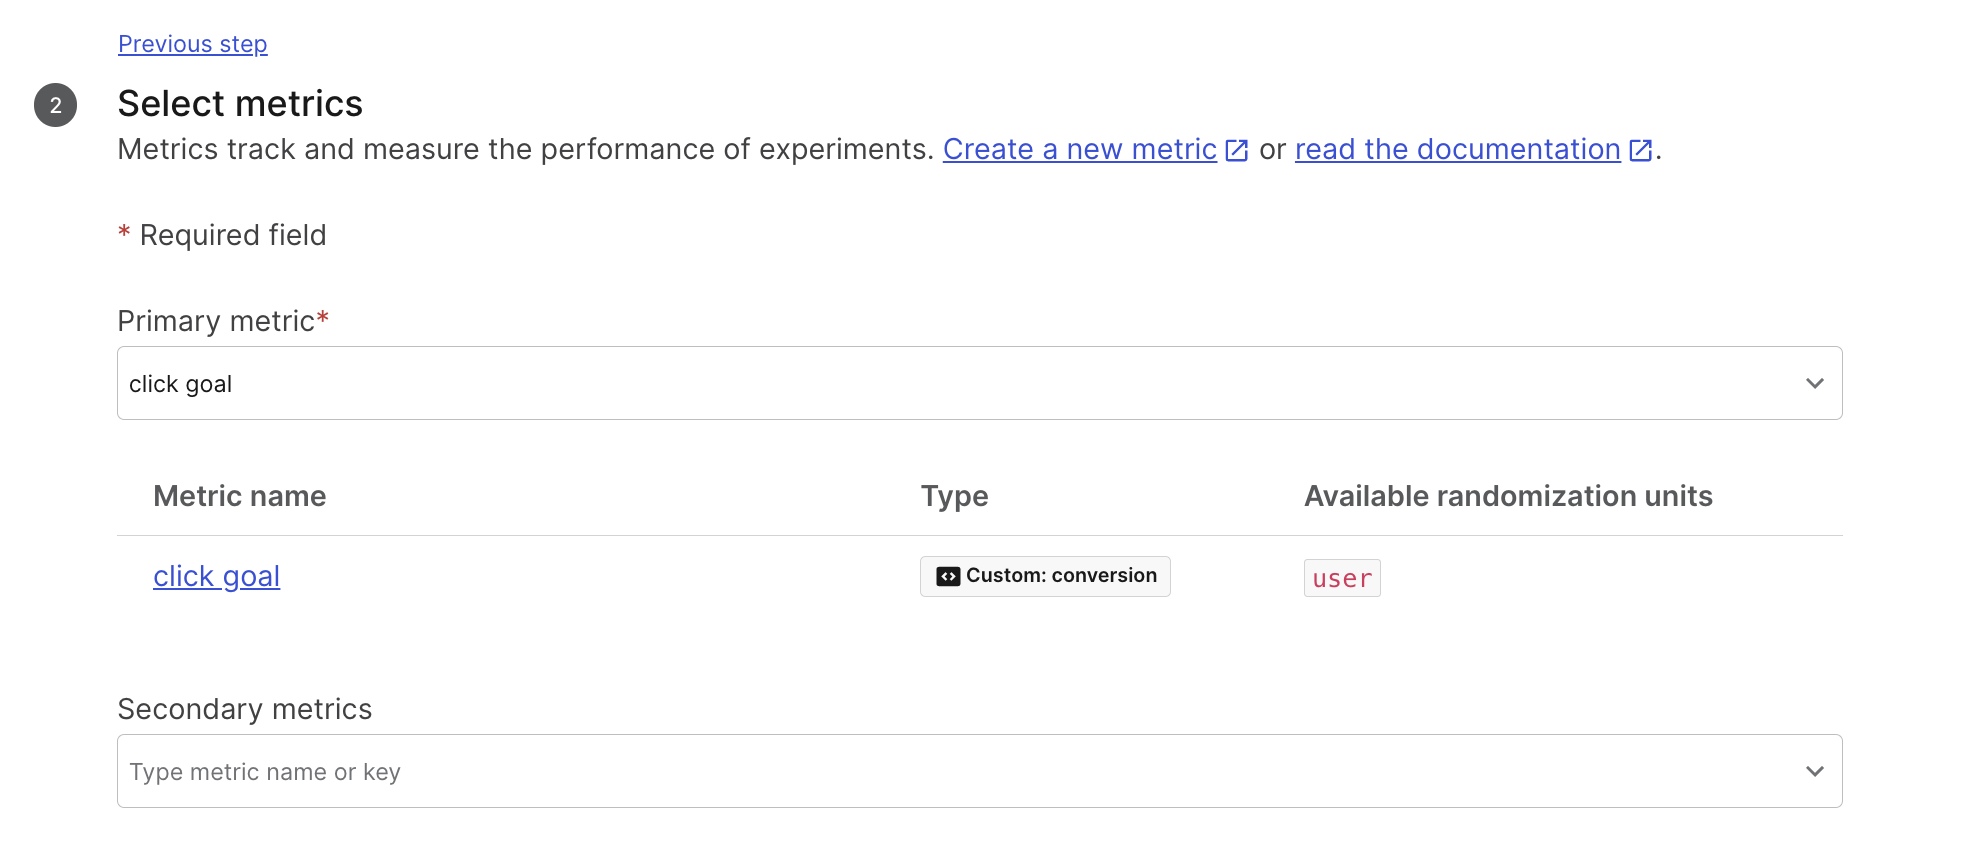 Previous step
2
Select metrics
Metrics track and measure the performance of experiments. Create a new metric or read the documentation.
* Required field
Primary metric*
click goal
Metric name Type Available randomization units
click goal Custom: conversion user
Secondary metrics
Type metric name or key